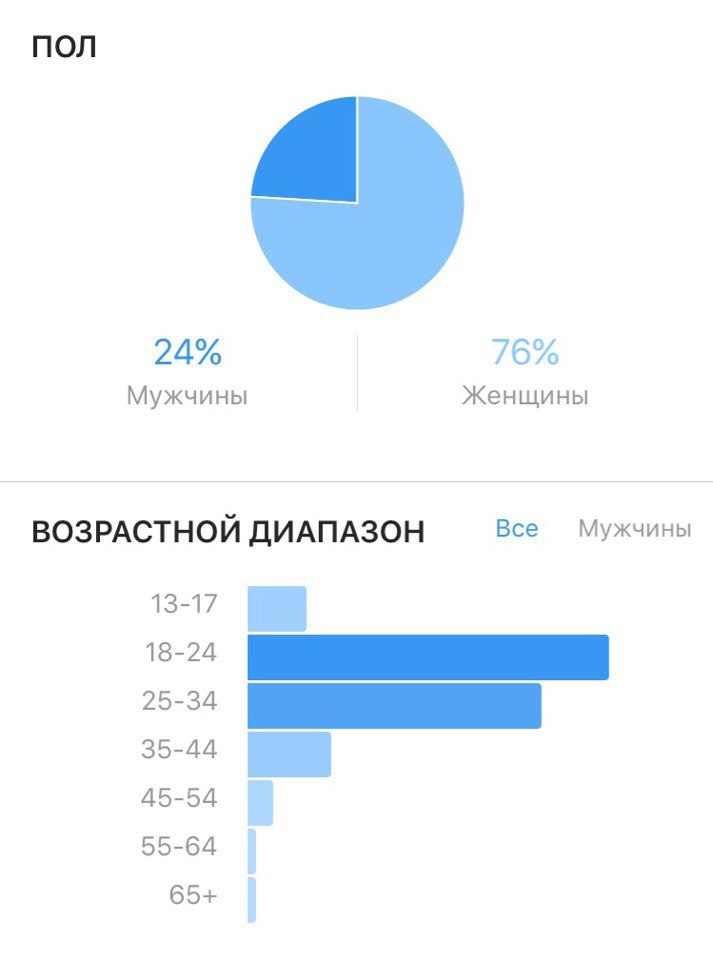 ПОЛ
24%
Мужчины
76%
Женщины
ВОЗРАСТНОЙ ДИАПАЗОН
Все
Мужчины
13-17
18-24
25-34
35-44
45-54
55-64
65+